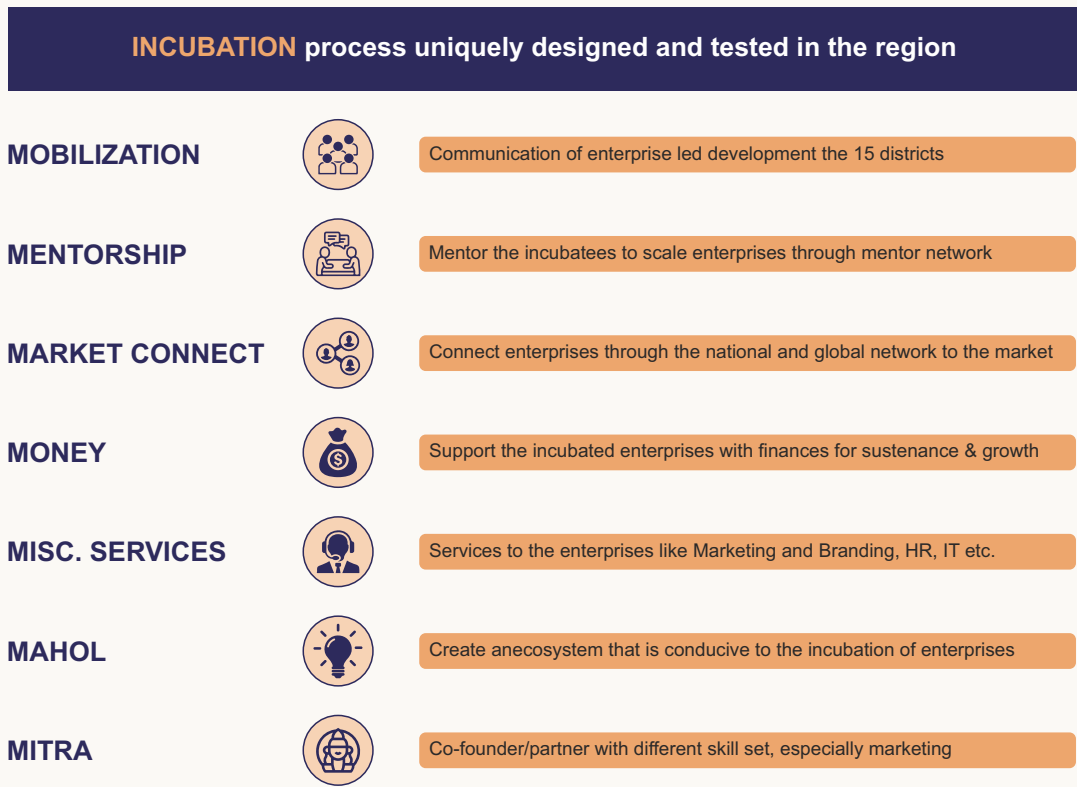 INCUBATION process uniquely designed and tested in the region
MOBILIZATION
Communication of enterprise led development the 15 districts
MENTORSHIP
Mentor the incubatees to scale enterprises through mentor network
MARKET CONNECT
Connect enterprises through the national and global network to the market
MONEY
$
Support the incubated enterprises with finances for sustenance & growth
MISC. SERVICES
Services to the enterprises like Marketing and Branding, HR, IT etc.
MAHOL
Create anecosystem that is conducive to the incubation of enterprises
MITRA
Co-founder/partner with different skill set, especially marketing